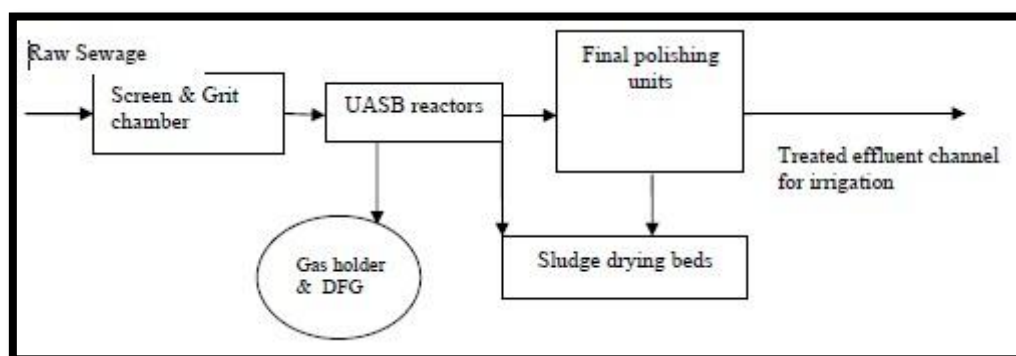 Raw Sewage
Screen & Grit
chamber
UASB reactors
Final polishing
units
Treated effluent channel
for irrigation
Gas holder
& DFG
Sludge drying beds